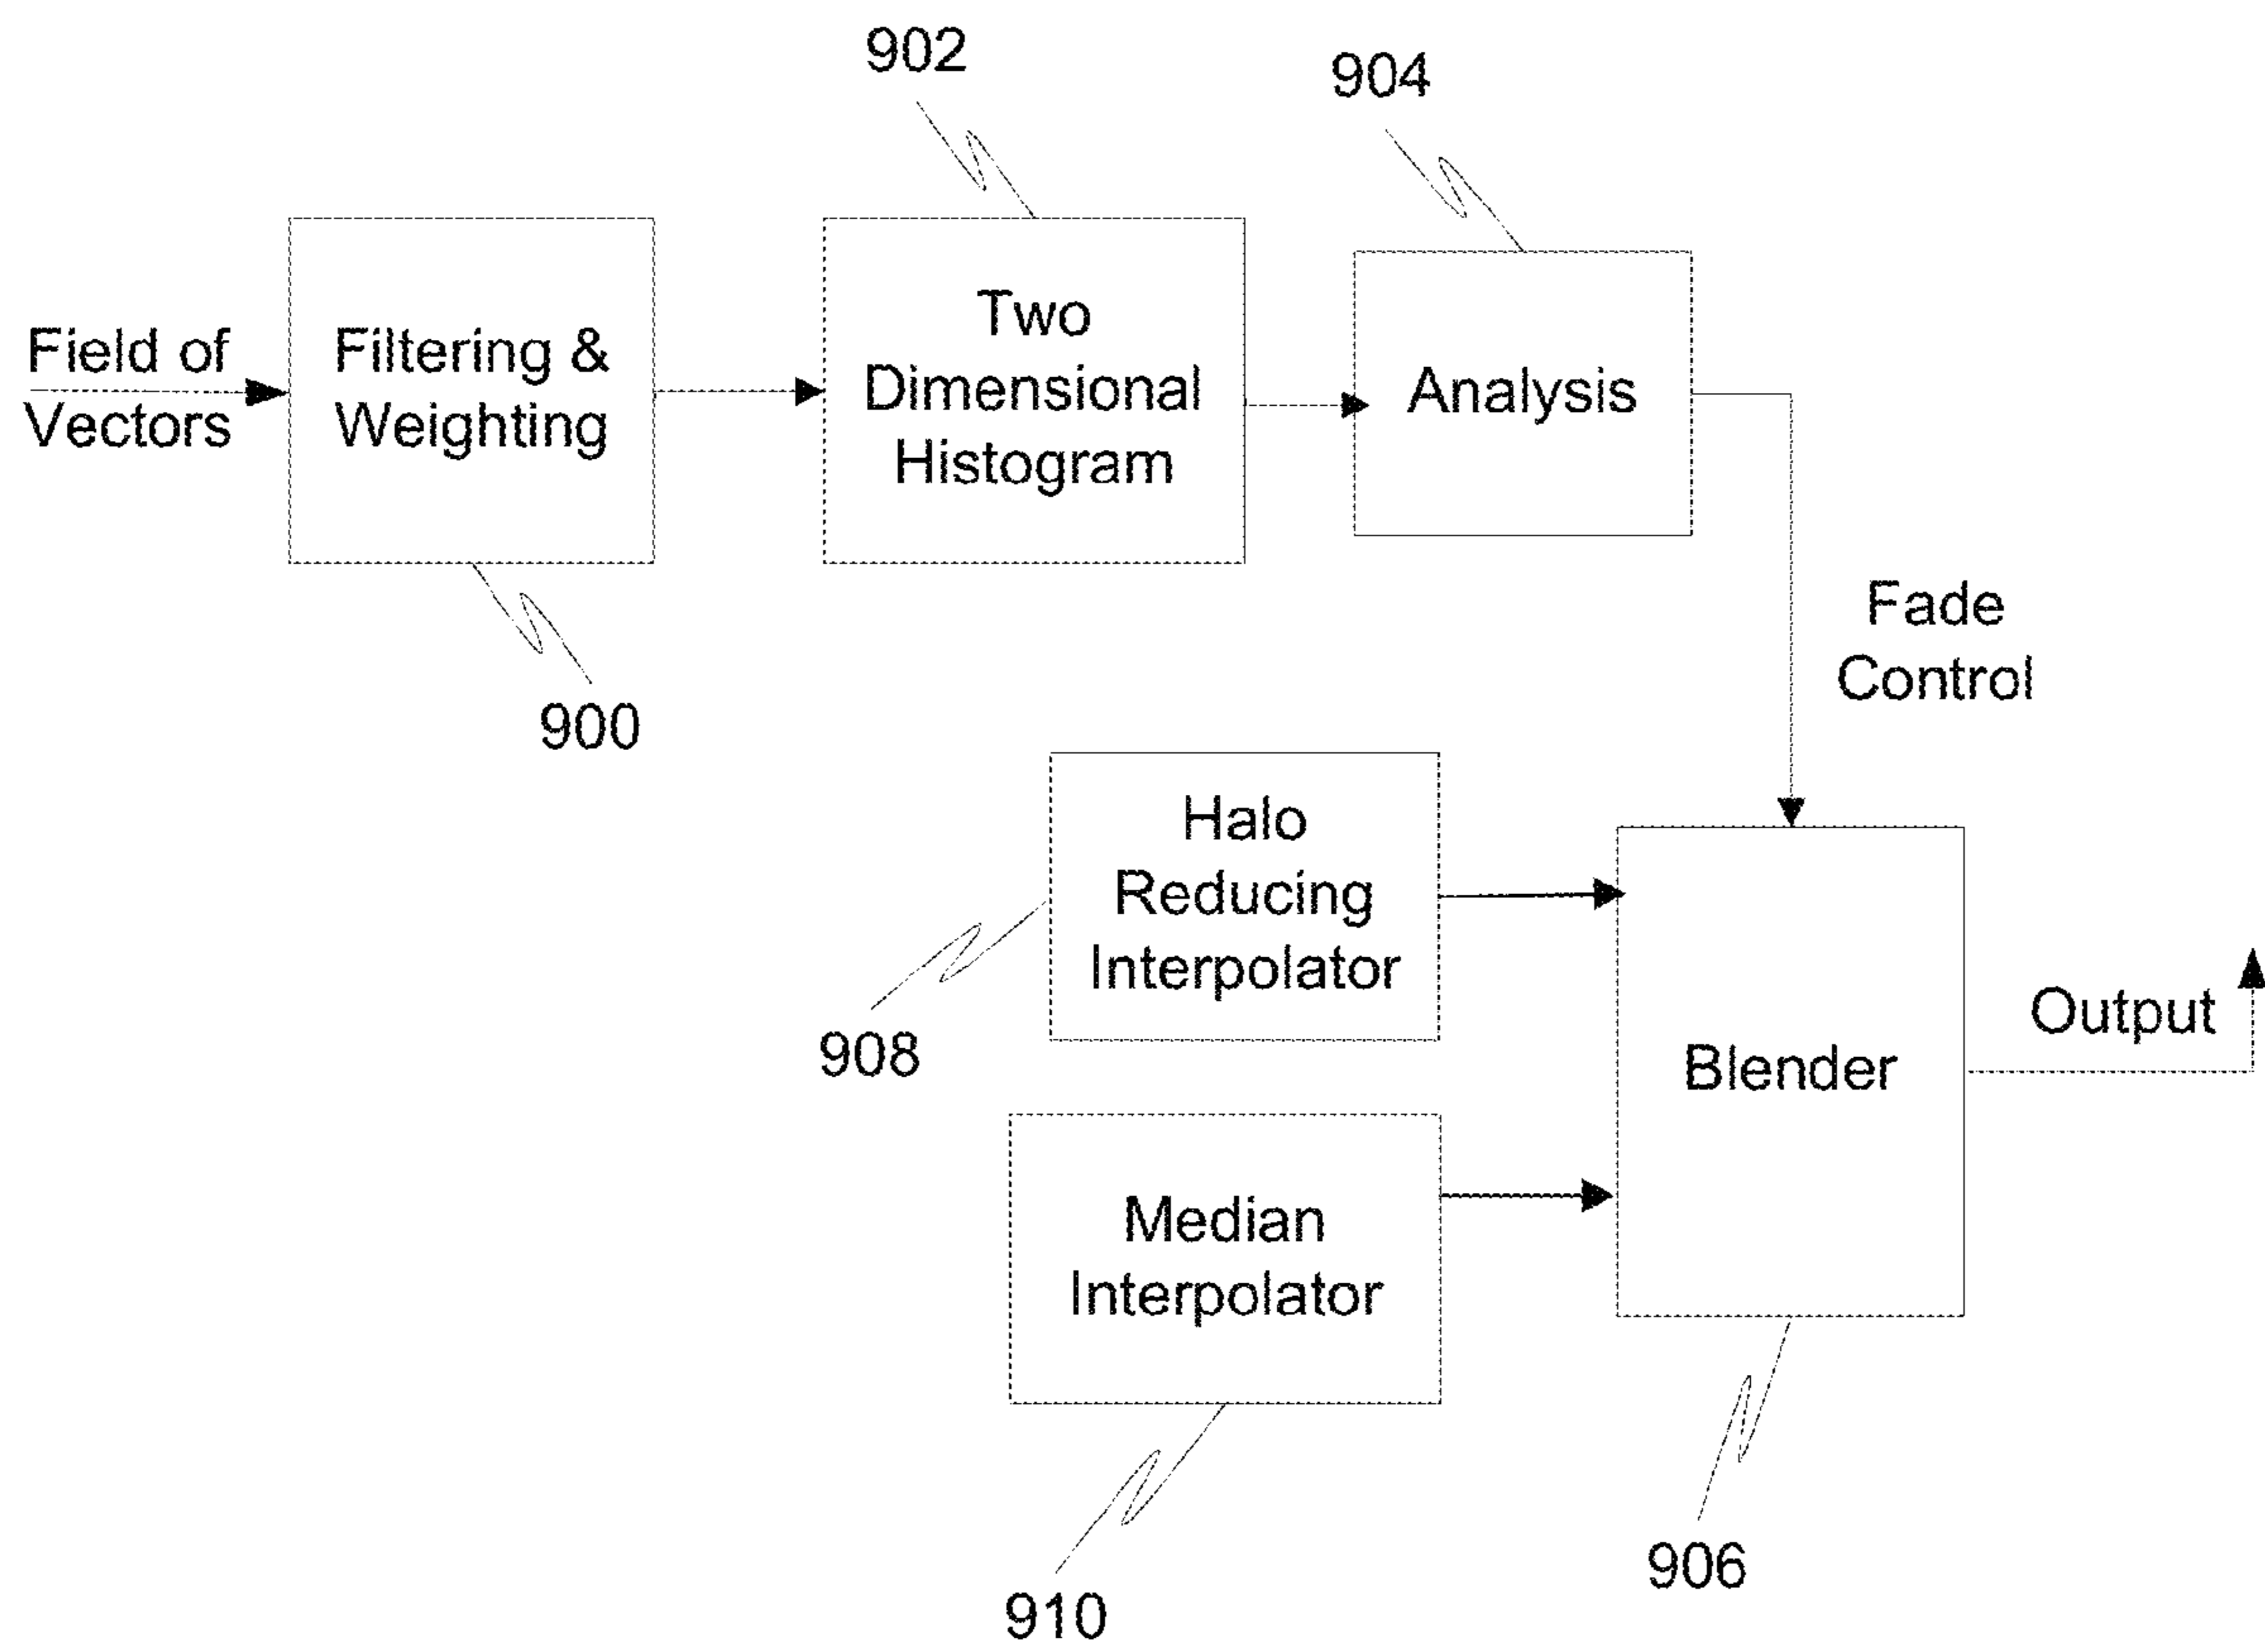 902
904
Field of
Vectors
Filtering &
Weighting
Two
Dimensional
Histogram
Analysis
900
Fade
Control
Halo
Reducing
Interpolator
908
Output
Blender
Median
Interpolator
906
910